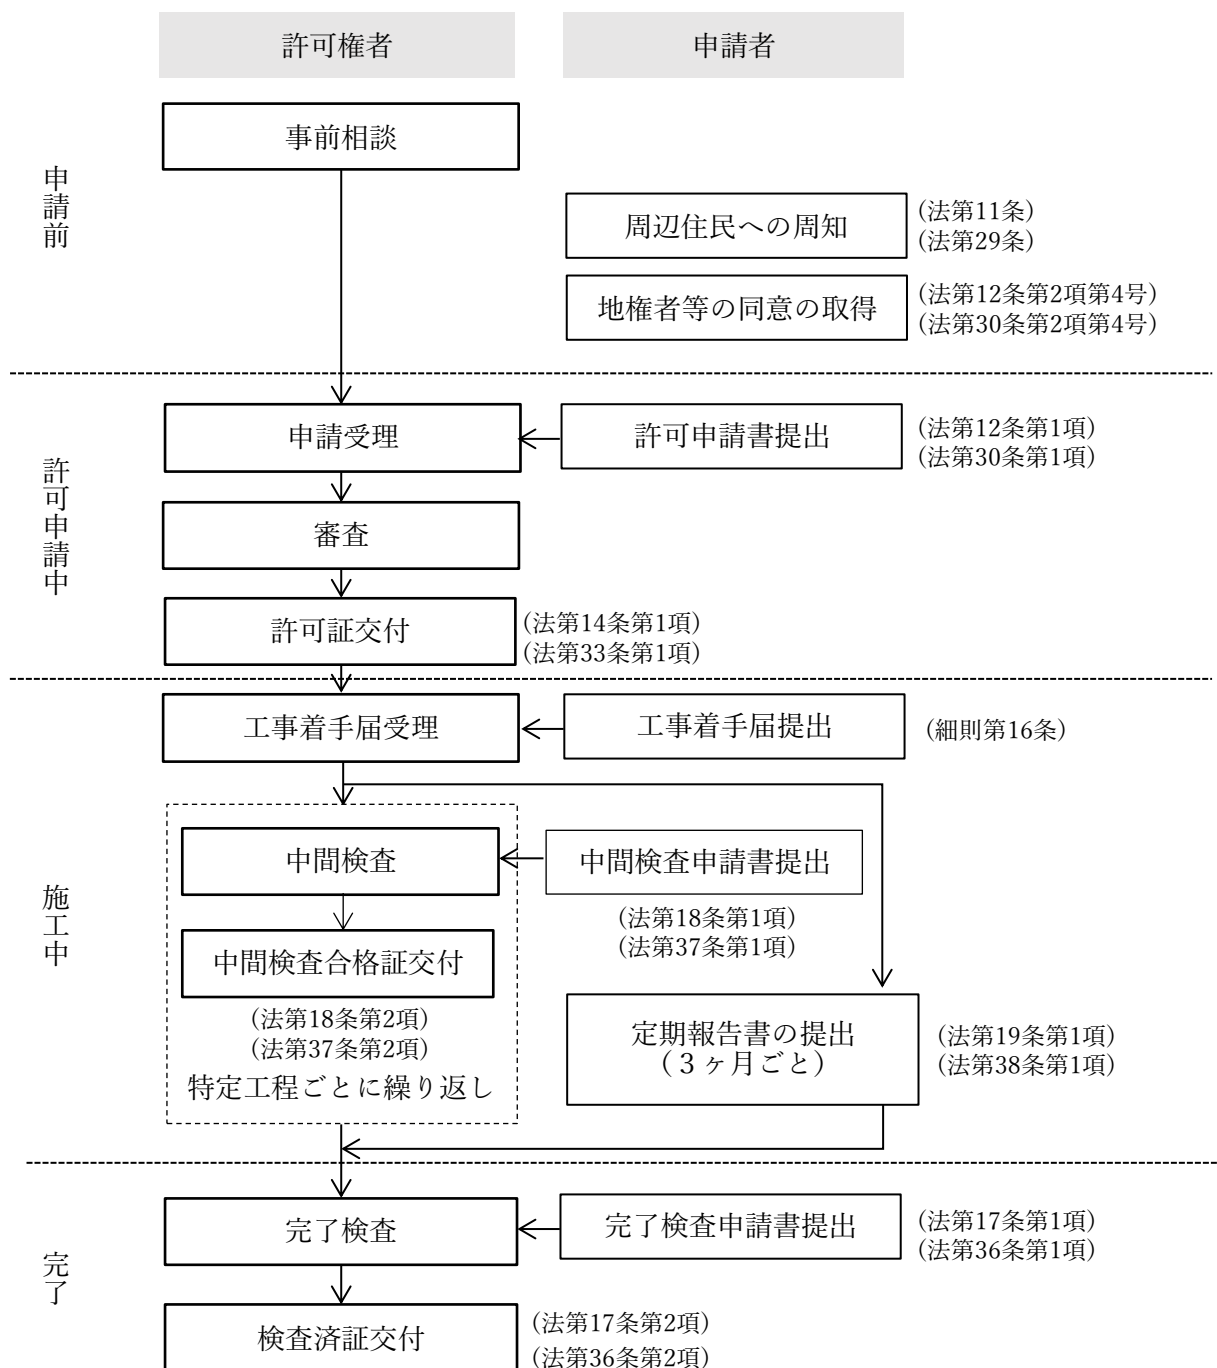 許可権者
申請者
申請前
事前相談
周辺住民への周知
(法第11条)
(法第29条)
地権者等の同意の取得
(法第12条第2項第4号)
(法第30条第2項第4号)
許可申請中
申請受理
許可申請書提出
(法第12条第1項)
(法第30条第1項)
審査
許可証交付
(法第14条第1項)
(法第33条第1項)
施工中
工事着手届受理
工事着手届提出
(細則第16条)
中間検査
中間検査申請書提出
(法第18条第1項)
(法第37条第1項)
中間検査合格証交付
(法第18条第2項)
(法第37条第2項)
特定工程ごとに繰り返し
定期報告書の提出
(3ヶ月ごと)
(法第19条第1項)
(法第38条第1項)
完了
完了検査
完了検査申請書提出
(法第17条第1項)
(法第36条第1項)
検査済証交付
(法第17条第2項)
(法第36条第2項)